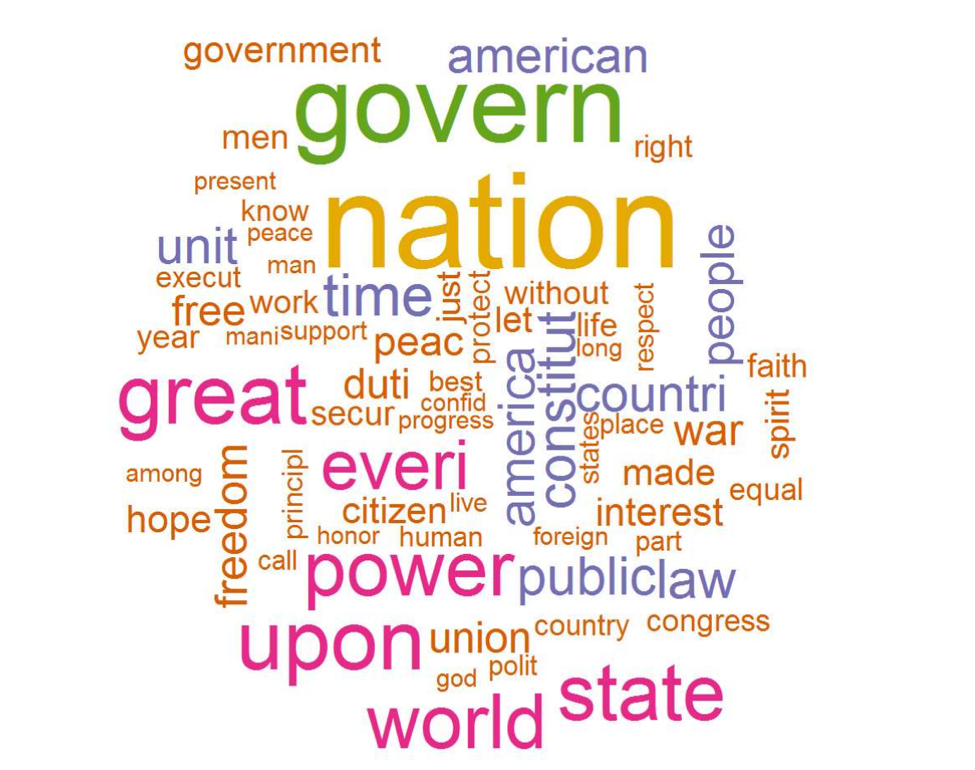 government
american
govern
men
right
present
nation
know
peace
unit
people
man
execut
time
just
protect
without
respect
free
work
let
life
year
mani
support
peac
long
constitut
america
faith
great
duti
best
countri
confid
secur
progress
states
place
war
spirit
everi
made
among
principl
equal
freedom
citizen
live
interest
hope
honor
human
foreign
part
call
power
public
law
upon
union
country
congress
god
polit
world
state